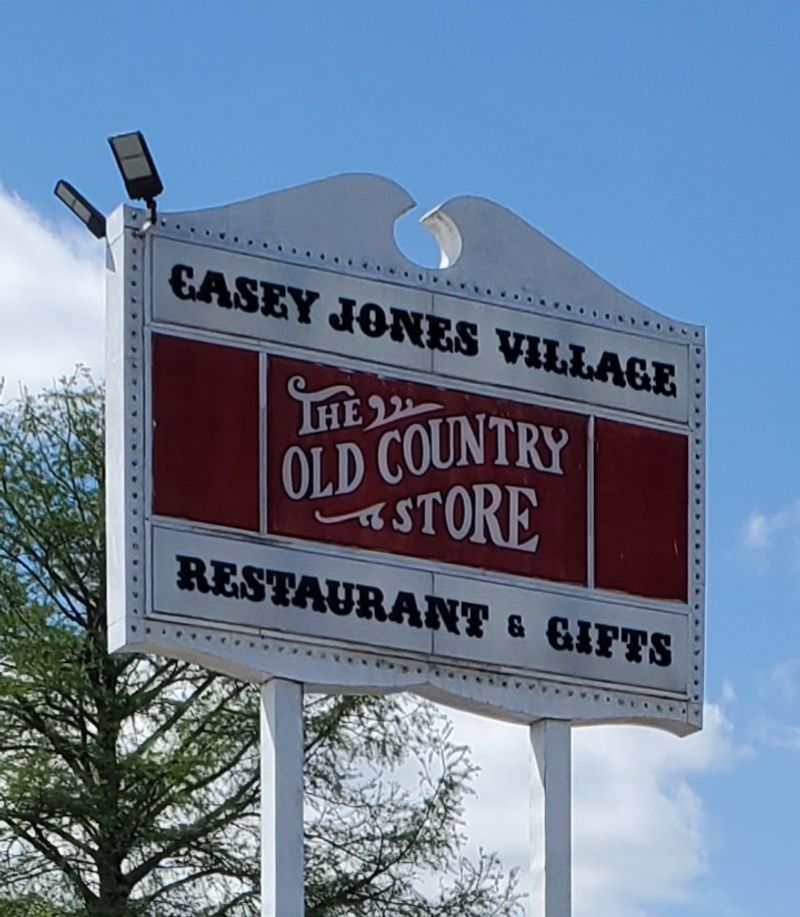 CASEY JONES VILLAGE
THE
OLD COUNTRY
STORE
RESTAURANT & GIFTS